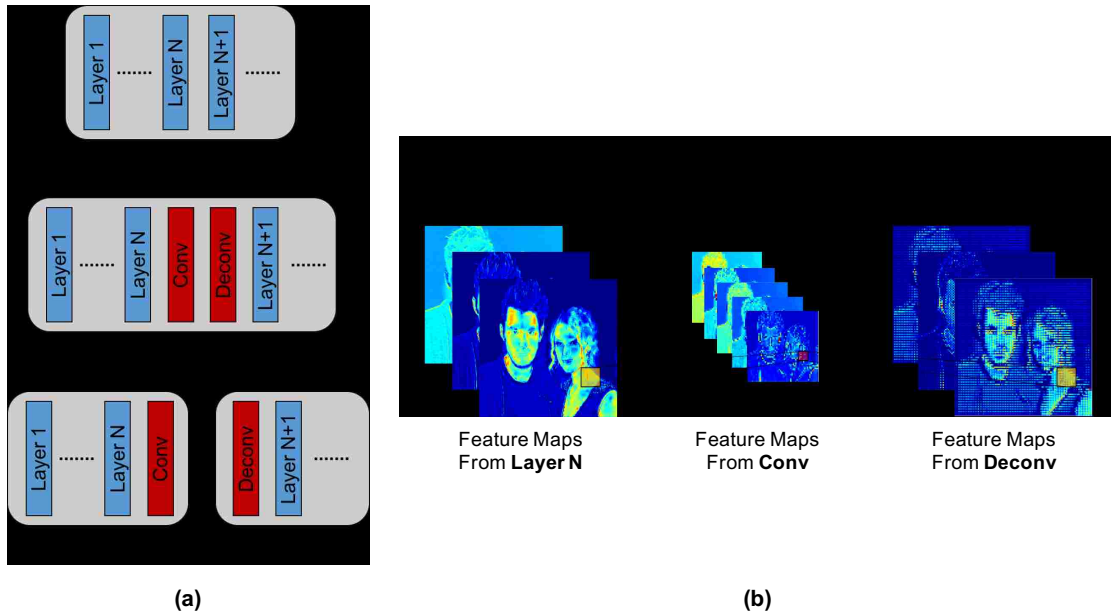 Layer 1
........
Layer N
Layer N+1
........
Layer 1
........
Layer N
Conv
Deconv
Layer N+1
........
Layer 1
........
Layer N
Conv
Deconv
Layer N+1
........
(a)
Feature Maps
From Layer N
Feature Maps
From Conv
Feature Maps
From Deconv
(b)